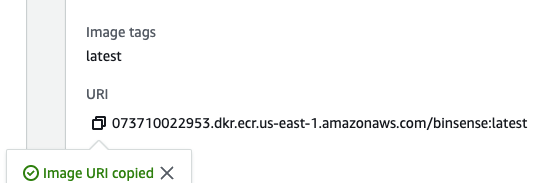 Image tags
latest
URI
073710022953.dkr.ecr.us-east-1.amazonaws.com/binsense:latest
Image URI copied